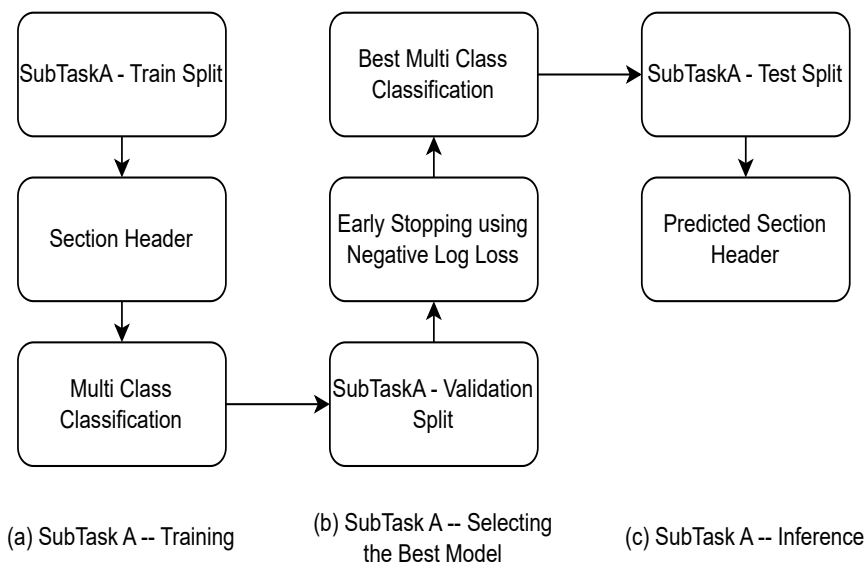 SubTaskA - Train Split
Section Header
Multi Class
Classification
(a) SubTask A -- Training
Best Multi Class
Classification
Early Stopping using
Negative Log Loss
SubTaskA - Validation
Split
(b) SubTask A -- Selecting
the Best Model
SubTaskA - Test Split
Predicted Section
Header
(c) SubTask A -- Inference